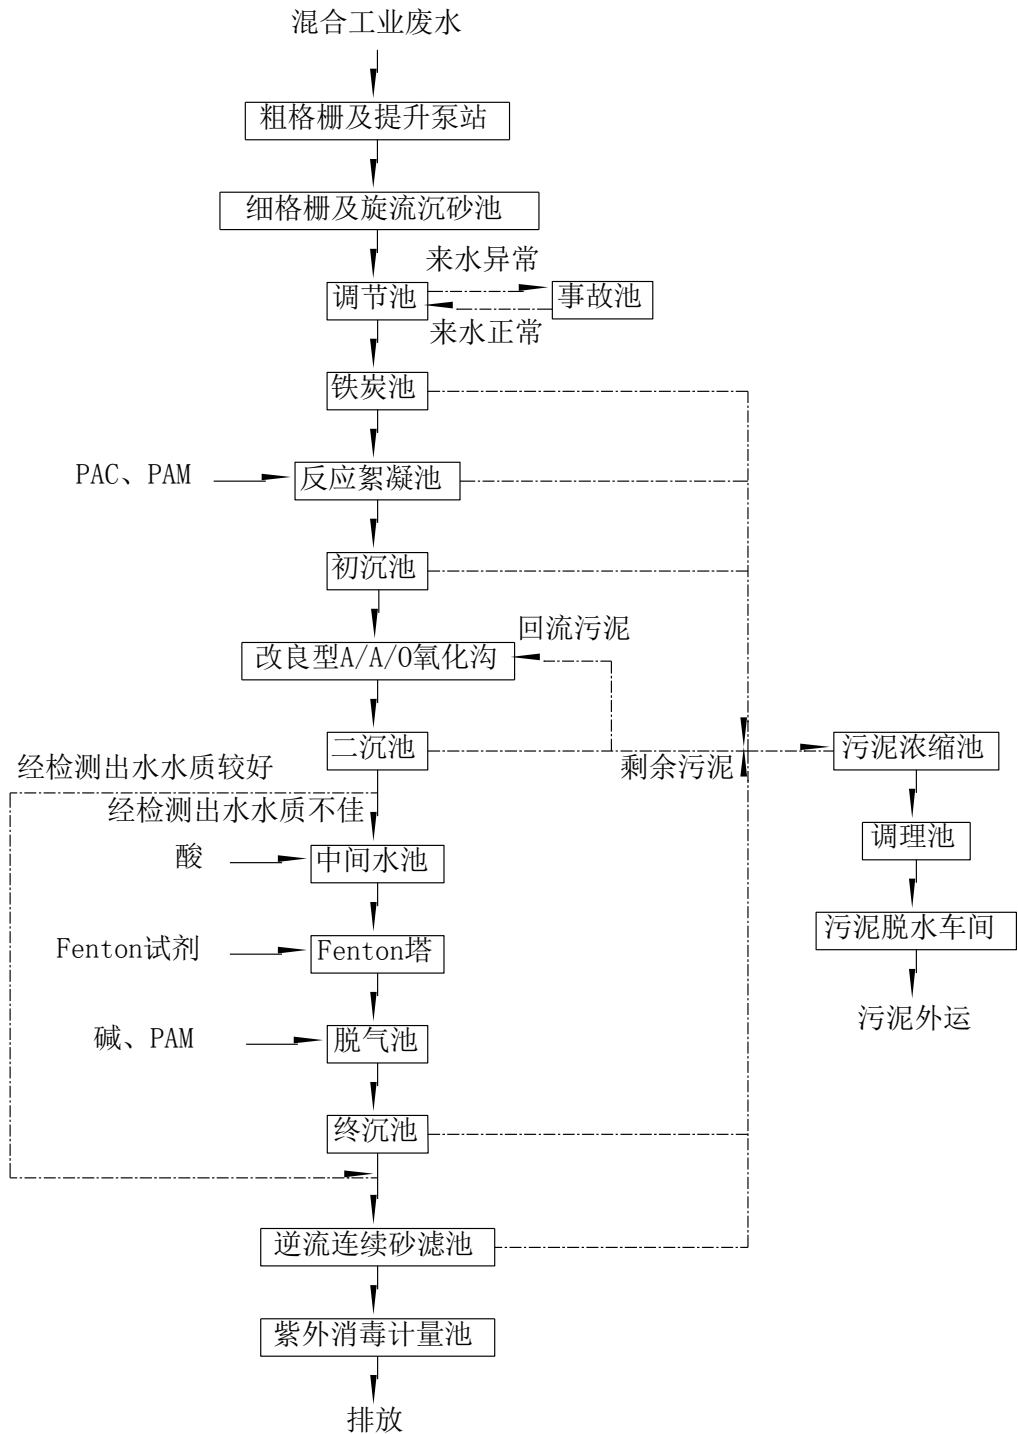 混合工业废水
粗格栅及提升泵站
细格栅及旋流沉砂池
来水异常
调节池
事故池
来水正常
铁炭池
PAC、PAM
反应絮凝池
初沉池
回流污泥
改良型A/A/O氧化沟
二沉池
剩余污泥
污泥浓缩池
经检测出水水质较好
经检测出水水质不佳
调理池
酸
中间水池
污泥脱水车间
Fenton试剂
Fenton塔
污泥外运
碱、PAM
脱气池
终沉池
逆流连续砂滤池
紫外消毒计量池
排放